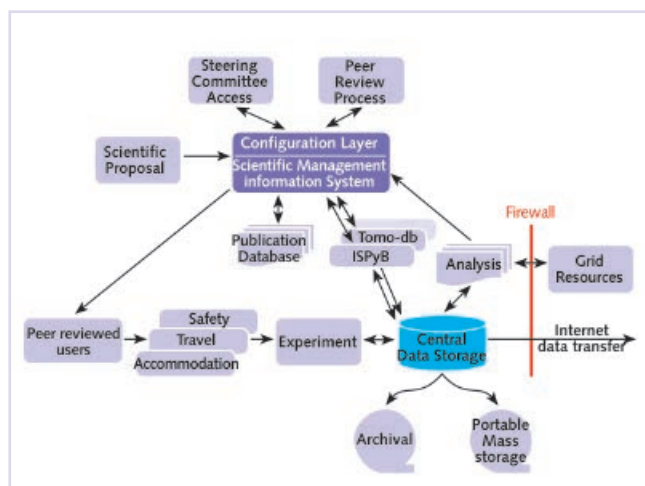 Steering
Committee
Access
Peer
Review
Process
Scientific
Proposal
Configuration Layer
Scientific Management
information System
Publication
Database
Tomo-db
ISPyB
Analysis
Firewall
Grid
Resources
Peer reviewed
users
Safety
Travel
Accommodation
Experiment
Central
Data Storage
Internet
data transfer
Archival
Portable
Mass
storage